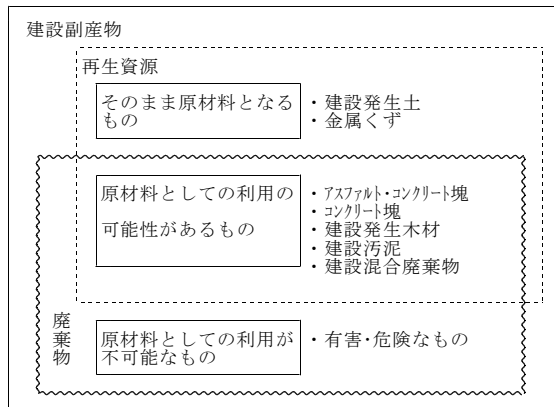 建設副産物
再生資源
そのまま原材料となる
もの
・建設発生土
・金属くず
原材料としての利用の
可能性があるもの
・ｱｽﾌｧﾙﾄ･ｺﾝｸﾘｰﾄ塊
・ｺﾝｸﾘｰﾄ塊
・建設発生木材
・建設汚泥
・建設混合廃棄物
廃棄物
原材料としての利用が
不可能なもの
・有害･危険なもの